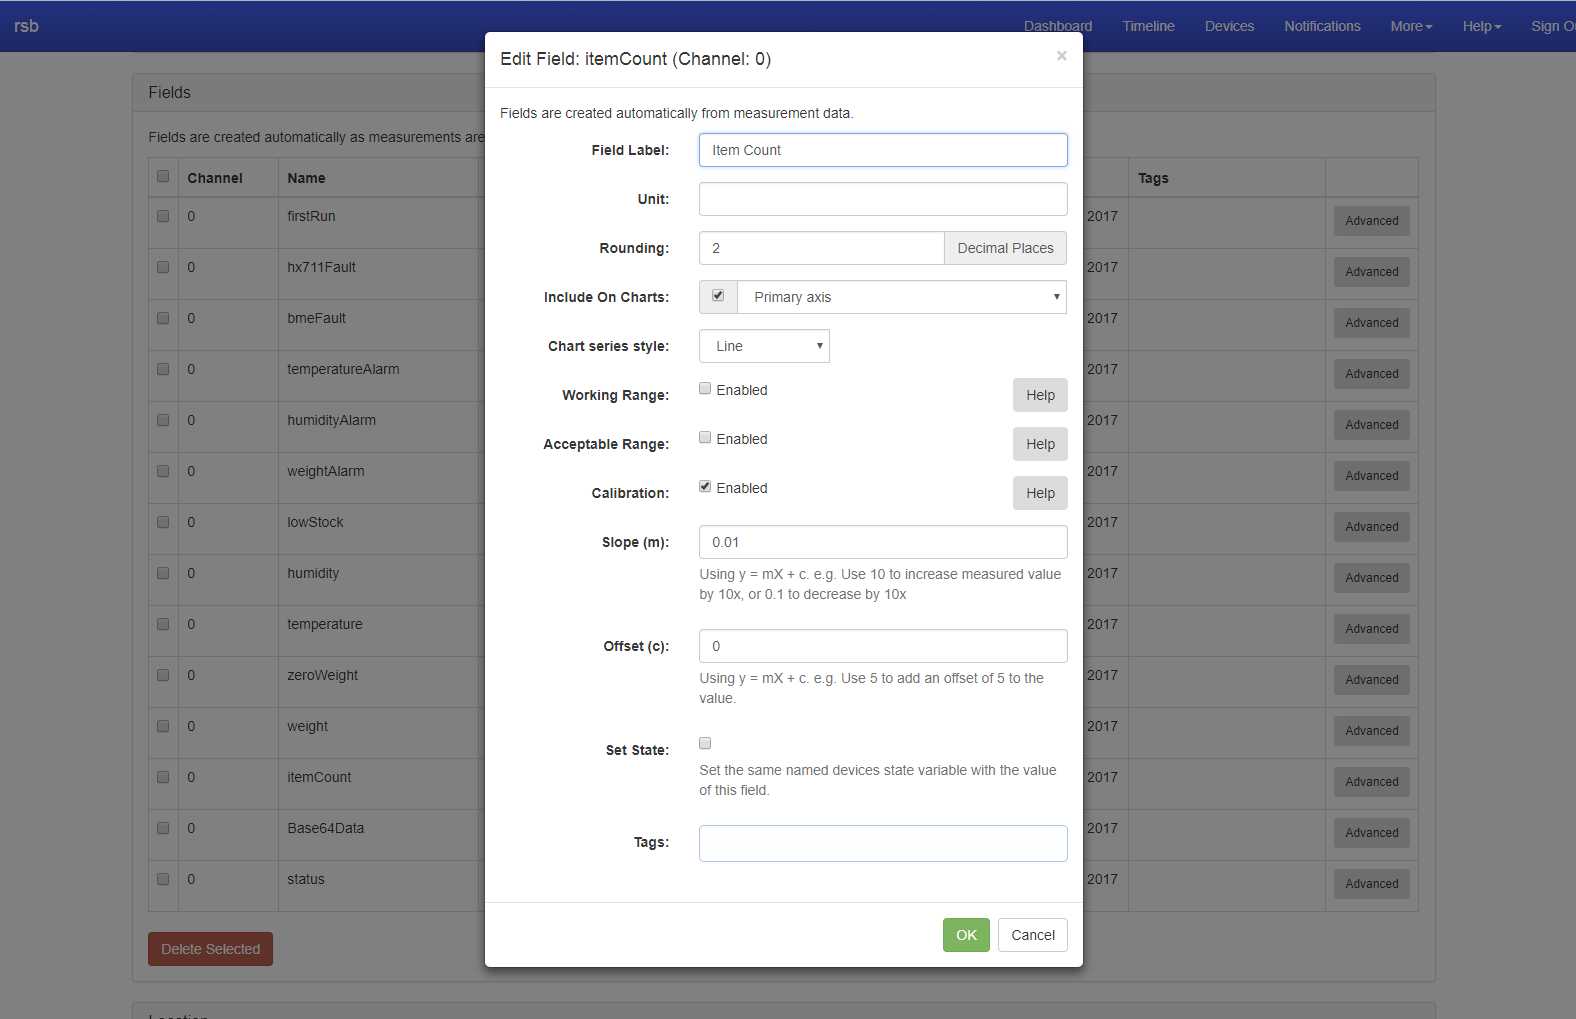 rsb
Dashboard Timeline Devices Notifications More Help Sign O
Edit Field: itemCount (Channel: 0) ×
Fields
Fields are created automatically as measurements are
Channel Name Tags
0 firstRun 2017 Advanced
0 hx711Fault 2017 Advanced
0 bmeFault 2017 Advanced
0 temperatureAlarm 2017 Advanced
0 humidityAlarm 2017 Advanced
0 weightAlarm 2017 Advanced
0 lowStock 2017 Advanced
0 humidity 2017 Advanced
0 temperature 2017 Advanced
0 zeroWeight 2017 Advanced
0 weight 2017 Advanced
0 itemCount 2017 Advanced
0 Base64Data 2017 Advanced
0 status 2017 Advanced
Delete Selected
Fields are created automatically from measurement data.
Field Label: Item Count
Unit:
Rounding: 2 Decimal Places
Include On Charts: Primary axis
Chart series style: Line
Working Range: Enabled Help
Acceptable Range: Enabled Help
Calibration: Enabled Help
Slope (m): 0.01
Using y = mX + c. e.g. Use 10 to increase measured value
by 10x, or 0.1 to decrease by 10x
Offset (c): 0
Using y = mX + c. e.g. Use 5 to add an offset of 5 to the
value.
Set State:
Set the same named devices state variable with the value
of this field.
Tags:
OK Cancel